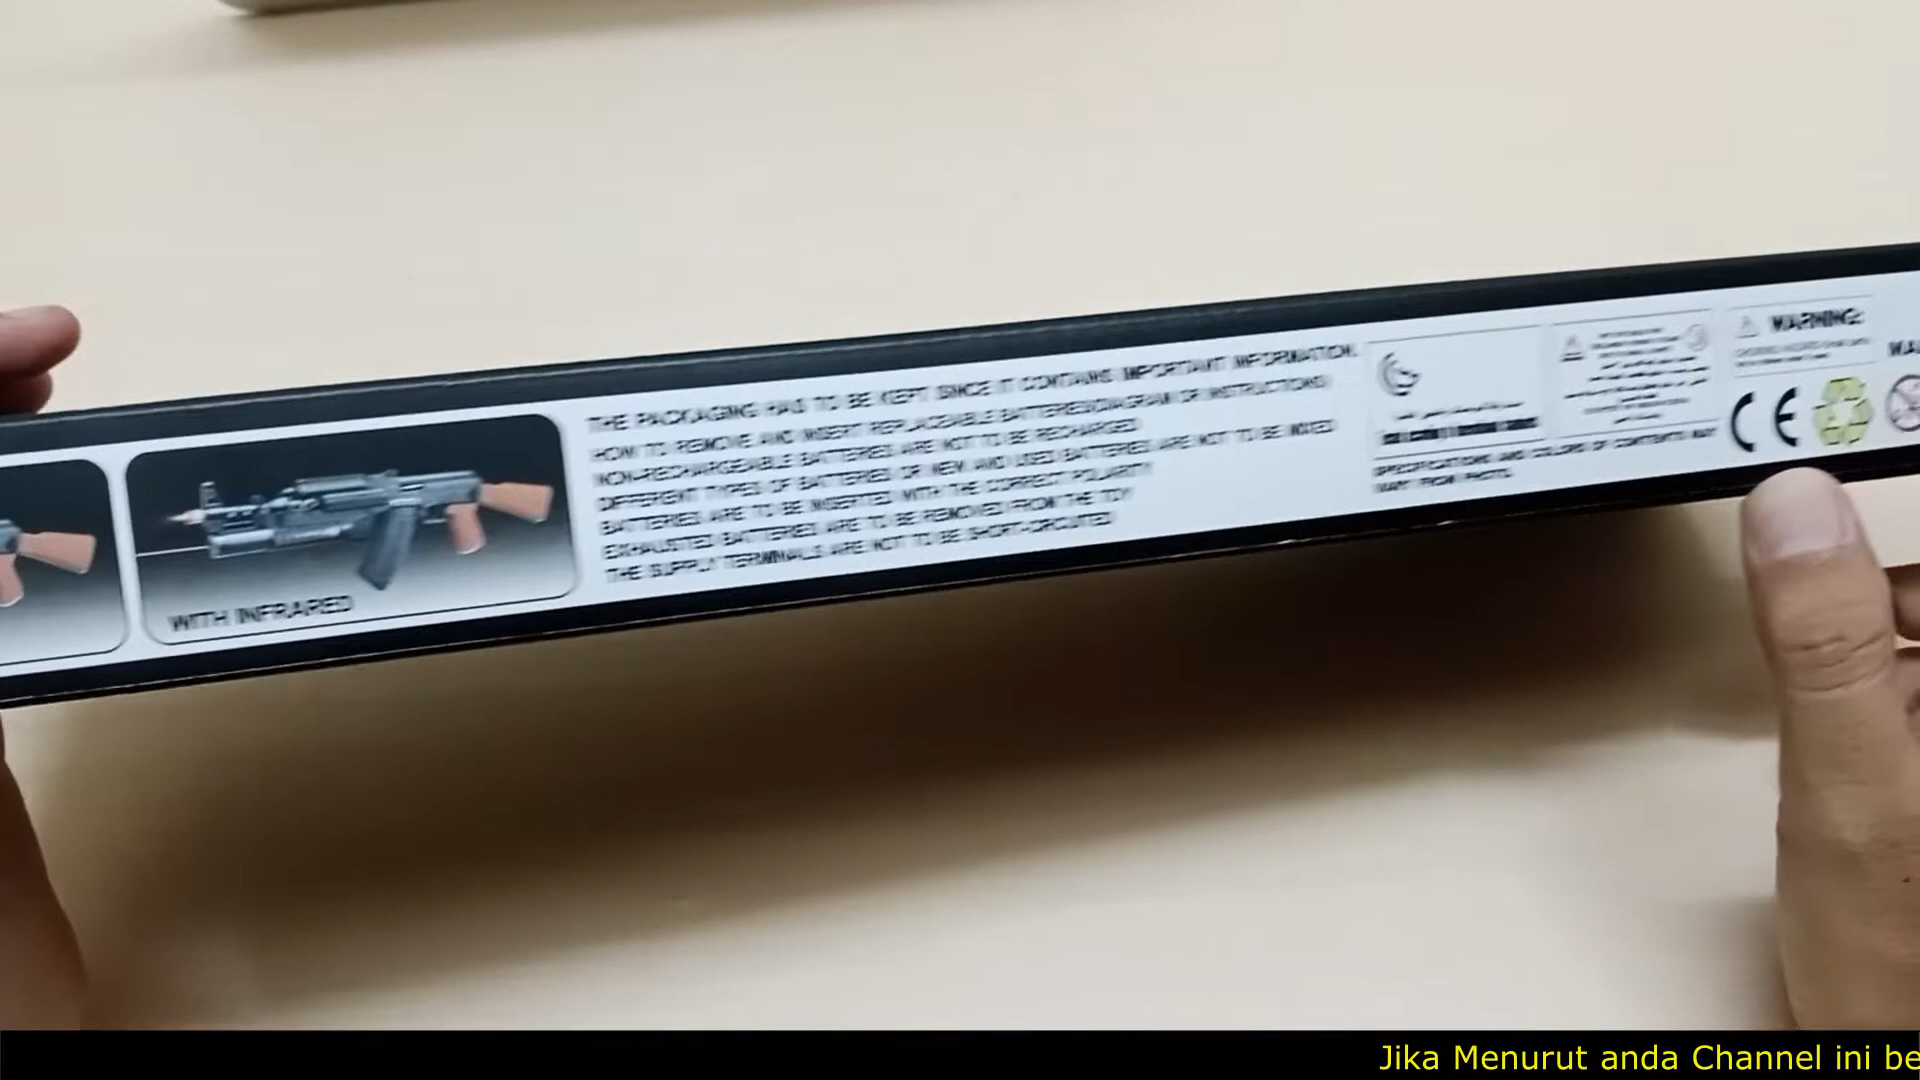 WITH INFRARED
THE PACKAGING HAS TO BE KEPT SINCE IT CONTAINS IMPORTANT INFORMATION.
HOW TO REMOVE AND INSERT REPLACEABLE BATTERIES(DIAGRAM OR INSTRUCTIONS)
NON-RECHARGEABLE BATTERIES ARE NOT TO BE RECHARGED
DIFFERENT TYPES OF BATTERIES OR NEW AND USED BATTERIES ARE NOT TO BE MIXED
BATTERIES ARE TO BE INSERTED WITH THE CORRECT POLARITY
EXHAUSTED BATTERIES ARE TO BE REMOVED FROM THE TOY
THE SUPPLY TERMINALS ARE NOT TO BE SHORT-CIRCUITED
SPECIFICATIONS AND COLORS OF CONTENTS MAY
VARY FROM PHOTO
WARNING:
CE
Jika Menurut anda Channel ini be